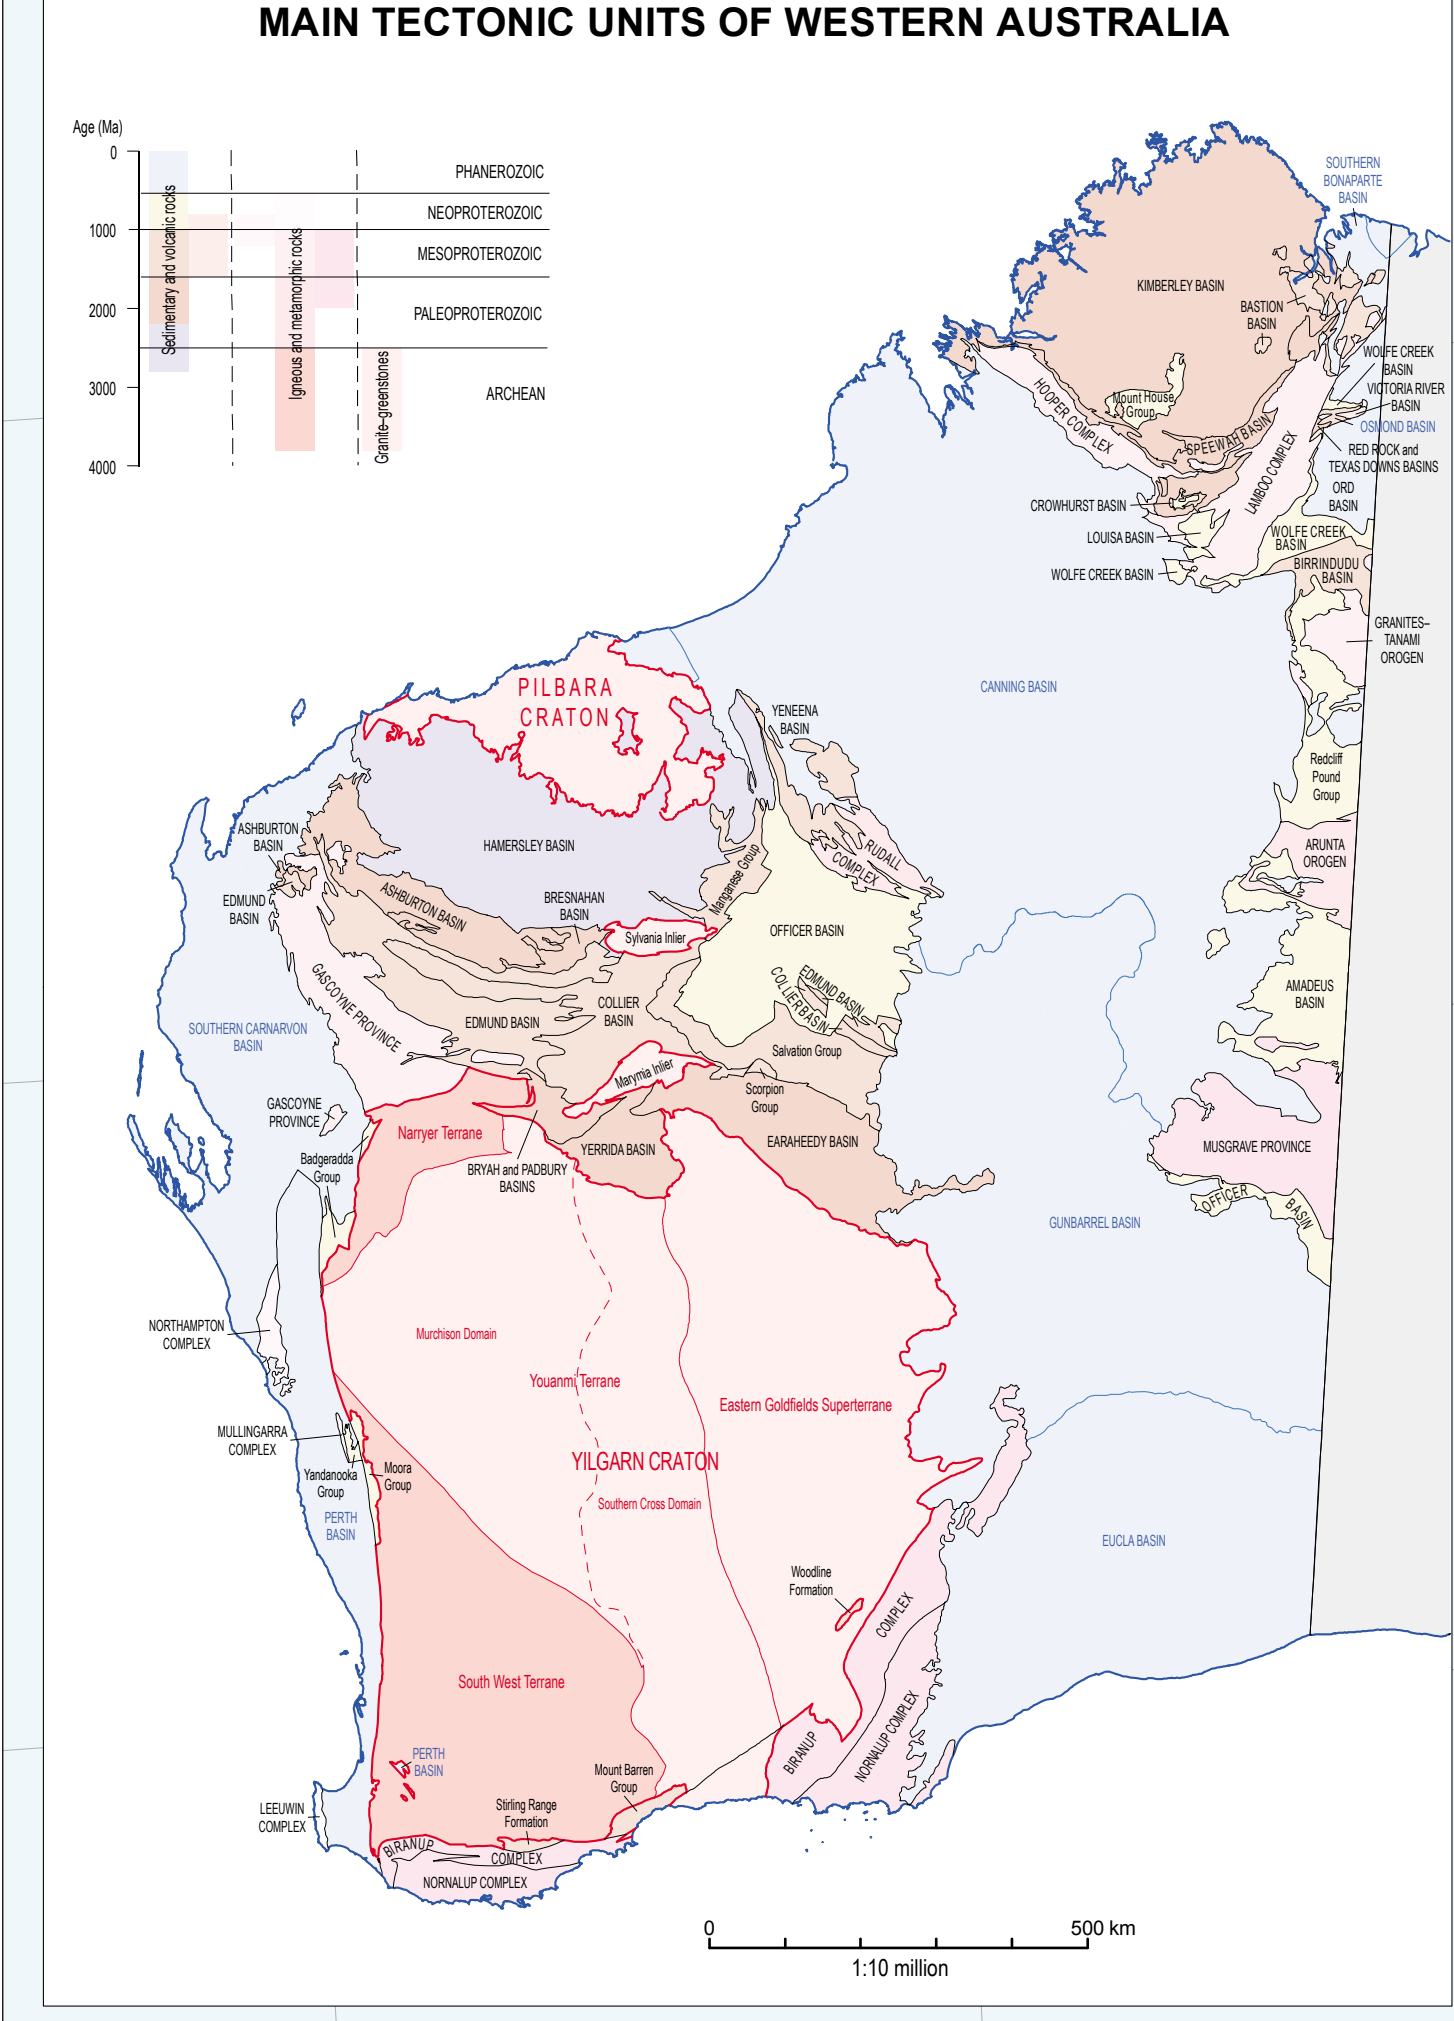 MAIN TECTONIC UNITS OF WESTERN AUSTRALIA
Age (Ma)
0
1000
2000
3000
4000
Sedimentary and volcanic rocks
Igneous and metamorphic rocks
Granite–greenstones
PHANEROZOIC
NEOPROTEROZOIC
MESOPROTEROZOIC
PALEOPROTEROZOIC
ARCHEAN
SOUTHERN
BONAPARTE
BASIN
KIMBERLEY BASIN
BASTION
BASIN
WOLFE CREEK
BASIN
VICTORIA RIVER
BASIN
OSMOND BASIN
RED ROCK and
TEXAS DOWNS BASINS
ORD
BASIN
Mount House
Group
HOOPER COMPLEX
SPEEWAH BASIN
LAMBOO COMPLEX
CROWHURST BASIN
LOUISA BASIN
WOLFE CREEK BASIN
WOLFE CREEK
BASIN
BIRRINDUDU
BASIN
GRANITES–
TANAMI
OROGEN
CANNING BASIN
PILBARA
CRATON
YENEENA
BASIN
Redcliff
Pound
Group
ARUNTA
OROGEN
ASHBURTON
BASIN
HAMERSLEY BASIN
RUDALL
COMPLEX
Manganese Group
EDMUND
BASIN
ASHBURTON BASIN
BRESNAHAN
BASIN
Sylvania Inlier
OFFICER BASIN
AMADEUS
BASIN
GASCOYNE PROVINCE
EDMUND BASIN
COLLIER BASIN
COLLIER
BASIN
EDMUND BASIN
SOUTHERN CARNARVON
BASIN
Salvation Group
Marymia Inlier
Scorpion
Group
GASCOYNE
PROVINCE
Narryer Terrane
YERRIDA BASIN
EARAHEEDY BASIN
MUSGRAVE PROVINCE
Badgeradda
Group
BRYAH and PADBURY
BASINS
OFFICER
BASIN
GUNBARREL BASIN
NORTHAMPTON
COMPLEX
Murchison Domain
Youanmi Terrane
Eastern Goldfields Superterrane
MULLINGARRA
COMPLEX
YILGARN CRATON
Moora
Group
Yandanooka
Group
Southern Cross Domain
PERTH
BASIN
EUCLA BASIN
Woodline
Formation
COMPLEX
South West Terrane
BIRANUP
NORNALUP COMPLEX
PERTH
BASIN
Mount Barren
Group
LEEUWIN
COMPLEX
Stirling Range
Formation
BIRANUP
COMPLEX
NORNALUP COMPLEX
0
500 km
1:10 million